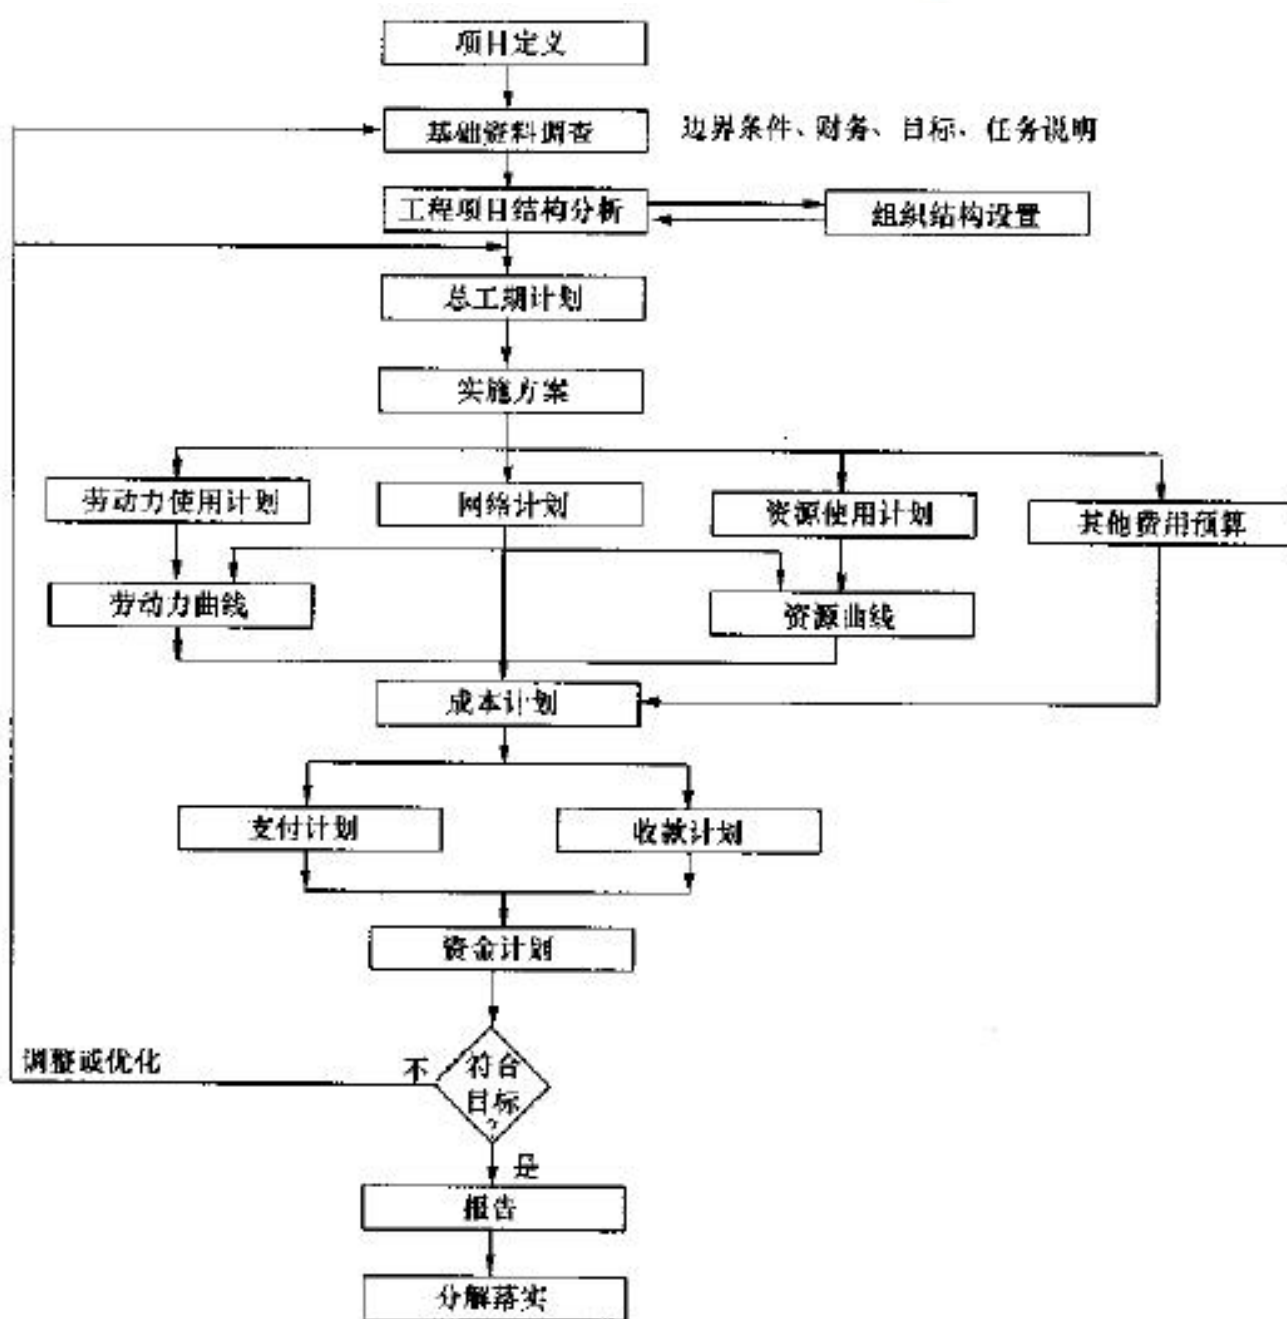 项目定义
基础资料调查
边界条件、财务、目标、任务说明
工程项目结构分析
组织结构设置
总工期计划
实施方案
劳动力使用计划
网络计划
资源使用计划
其他费用预算
劳动力曲线
资源曲线
成本计划
支付计划
收款计划
资金计划
调整或优化
不
符合
目标
?
是
报告
分解落实